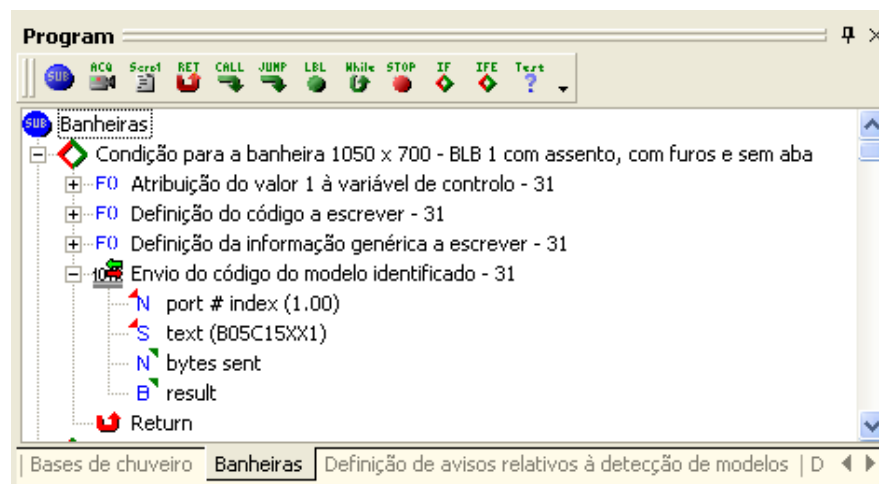 Program
SUB ACQ Script RET CALL JUMP LBL While STOP IF IFE Test
SUB Banheiras
Condição para a banheira 1050 x 700 - BLB 1 com assento, com furos e sem aba
F() Atribuição do valor 1 à variável de controlo - 31
F() Definição do código a escrever - 31
F() Definição da informação genérica a escrever - 31
Envio do código do modelo identificado - 31
N port # index (1.00)
S text (B05C15XX1)
N bytes sent
B result
Return
Bases de chuveiro Banheiras Definição de avisos relativos à detecção de modelos D